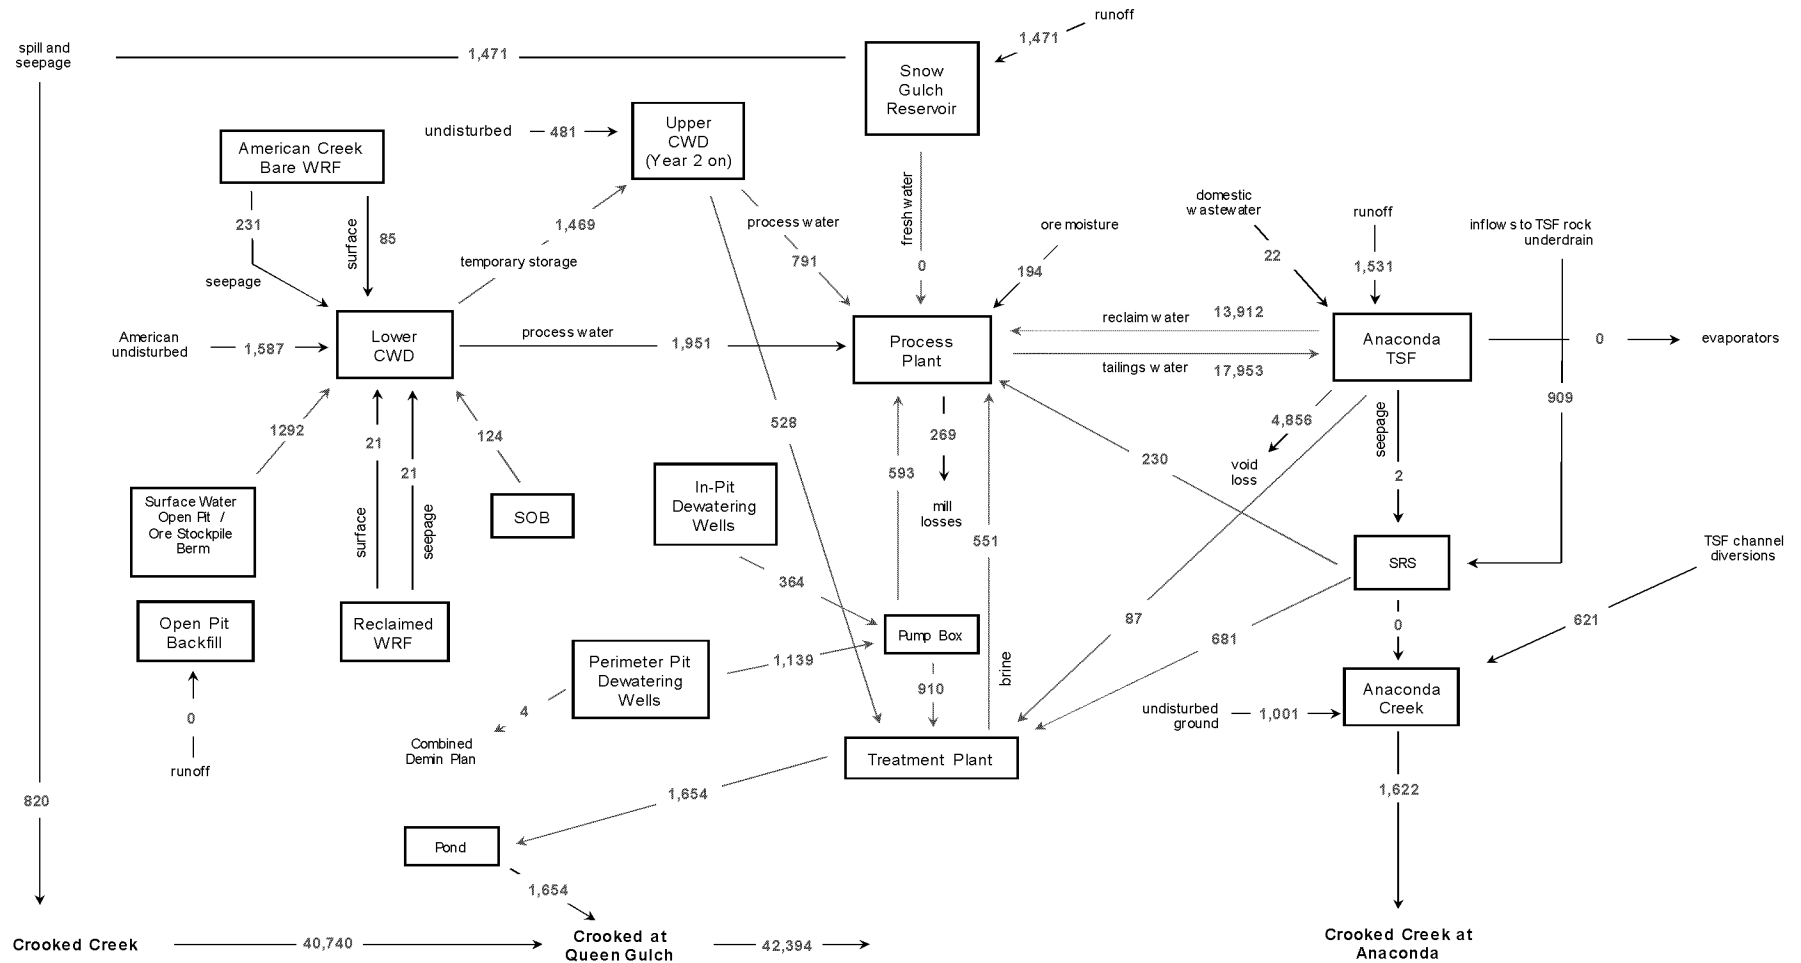 runoff
1,471
spill and
seepage
1,471
Snow
Gulch
Reservoir
undisturbed
481
Upper
CWD
(Year 2 on)
American Creek
Bare WRF
231
surface
85
seepage
1,469
temporary storage
process water
791
fresh water
0
ore moisture
194
domestic
wastewater
22
runoff
1,531
inflows to TSF rock
underdrain
American
undisturbed
1,587
Lower
CWD
process water
1,951
Process
Plant
reclaim water
13,912
tailings water
17,953
Anaconda
TSF
0
evaporators
909
1292
21
21
124
528
593
269
mill
losses
551
230
4,856
void
loss
seepage
2
Surface Water
Open Pit /
Ore Stockpile
Berm
surface
seepage
SOB
In-Pit
Dewatering
Wells
364
SRS
TSF channel
diversions
621
Open Pit
Backfill
Reclaimed
WRF
Pump Box
87
681
0
1,139
Perimeter Pit
Dewatering
Wells
910
brine
Anaconda
Creek
undisturbed
ground
1,001
0
runoff
4
Combined
Demin Plan
Treatment Plant
1,654
820
1,622
Pond
1,654
Crooked Creek
40,740
Crooked at
Queen Gulch
42,394
Crooked Creek at
Anaconda